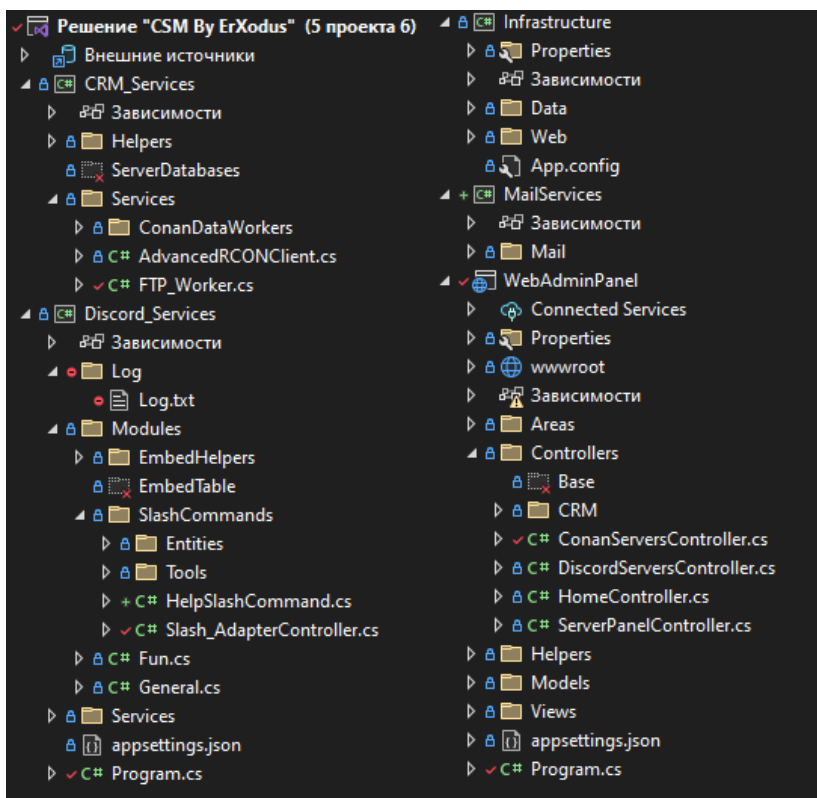 Решение "CSM By ErXodus" (5 проекта 6)
Внешние источники
C# CRM_Services
Зависимости
Helpers
ServerDatabases
Services
ConanDataWorkers
C# AdvancedRCONClient.cs
C# FTP_Worker.cs
C# Discord_Services
Зависимости
Log
Log.txt
Modules
EmbedHelpers
EmbedTable
SlashCommands
Entities
Tools
C# HelpSlashCommand.cs
C# Slash_AdapterController.cs
C# Fun.cs
C# General.cs
Services
appsettings.json
C# Program.cs
C# Infrastructure
Properties
Зависимости
Data
Web
App.config
C# MailServices
Зависимости
Mail
WebAdminPanel
Connected Services
Properties
wwwroot
Зависимости
Areas
Controllers
Base
CRM
C# ConanServersController.cs
C# DiscordServersController.cs
C# HomeController.cs
C# ServerPanelController.cs
Helpers
Models
Views
appsettings.json
C# Program.cs